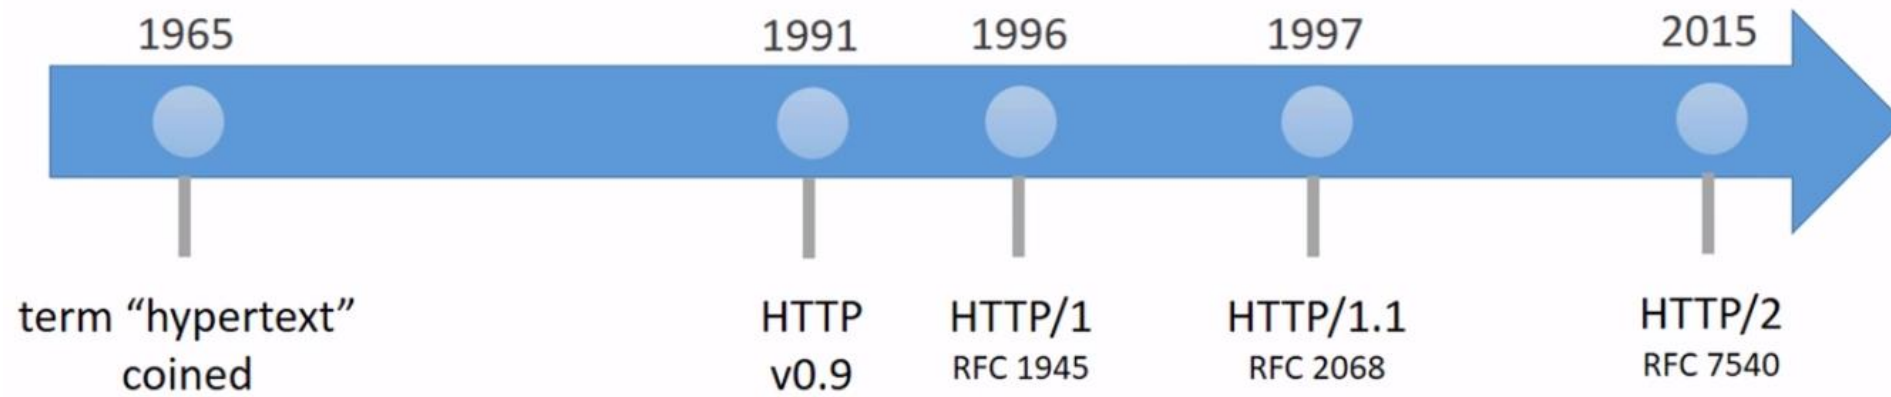 1965
1991
1996
1997
2015
term “hypertext”
coined
HTTP
v0.9
HTTP/1
RFC 1945
HTTP/1.1
RFC 2068
HTTP/2
RFC 7540